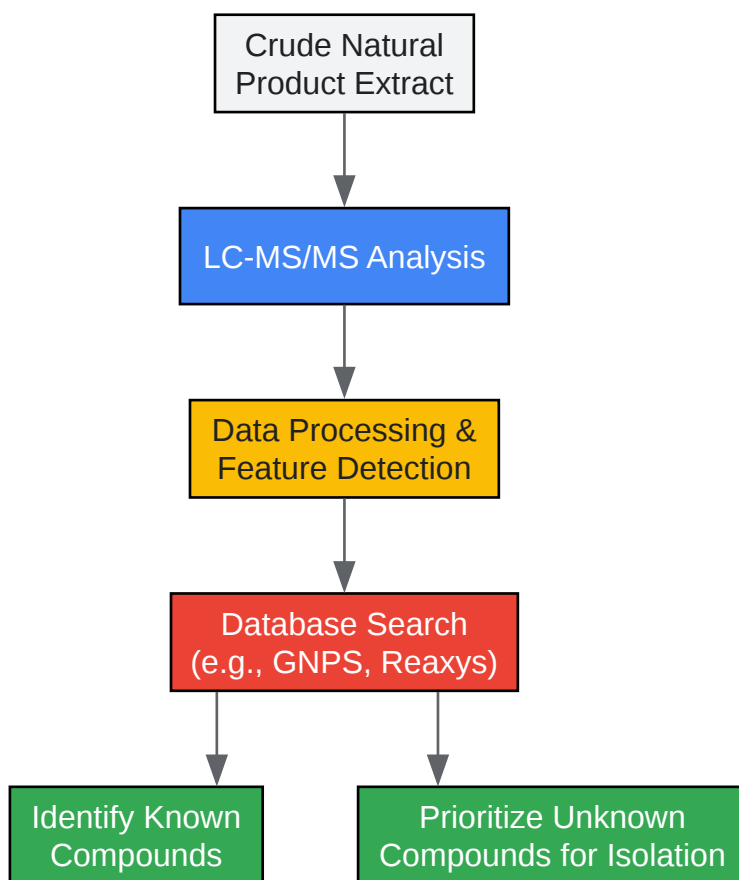 Crude Natural
Product Extract
LC-MS/MS Analysis
Data Processing &
Feature Detection
Database Search
(e.g., GNPS, Reaxys)
Identify Known
Compounds
Prioritize Unknown
Compounds for Isolation